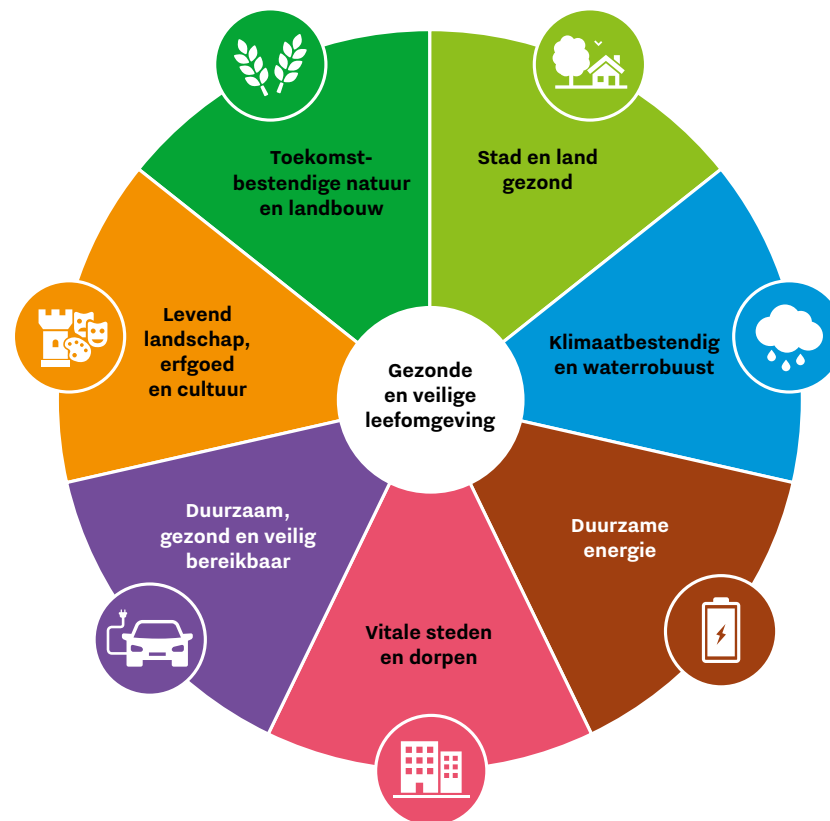 Toekomst-
bestendige natuur
en landbouw
Stad en land
gezond
Levend
landschap,
erfgoed
en cultuur
Gezonde
en veilige
leefomgeving
Klimaatbestendig
en waterrobuust
Duurzaam,
gezond en veilig
bereikbaar
Duurzame
energie
Vitale steden
en dorpen